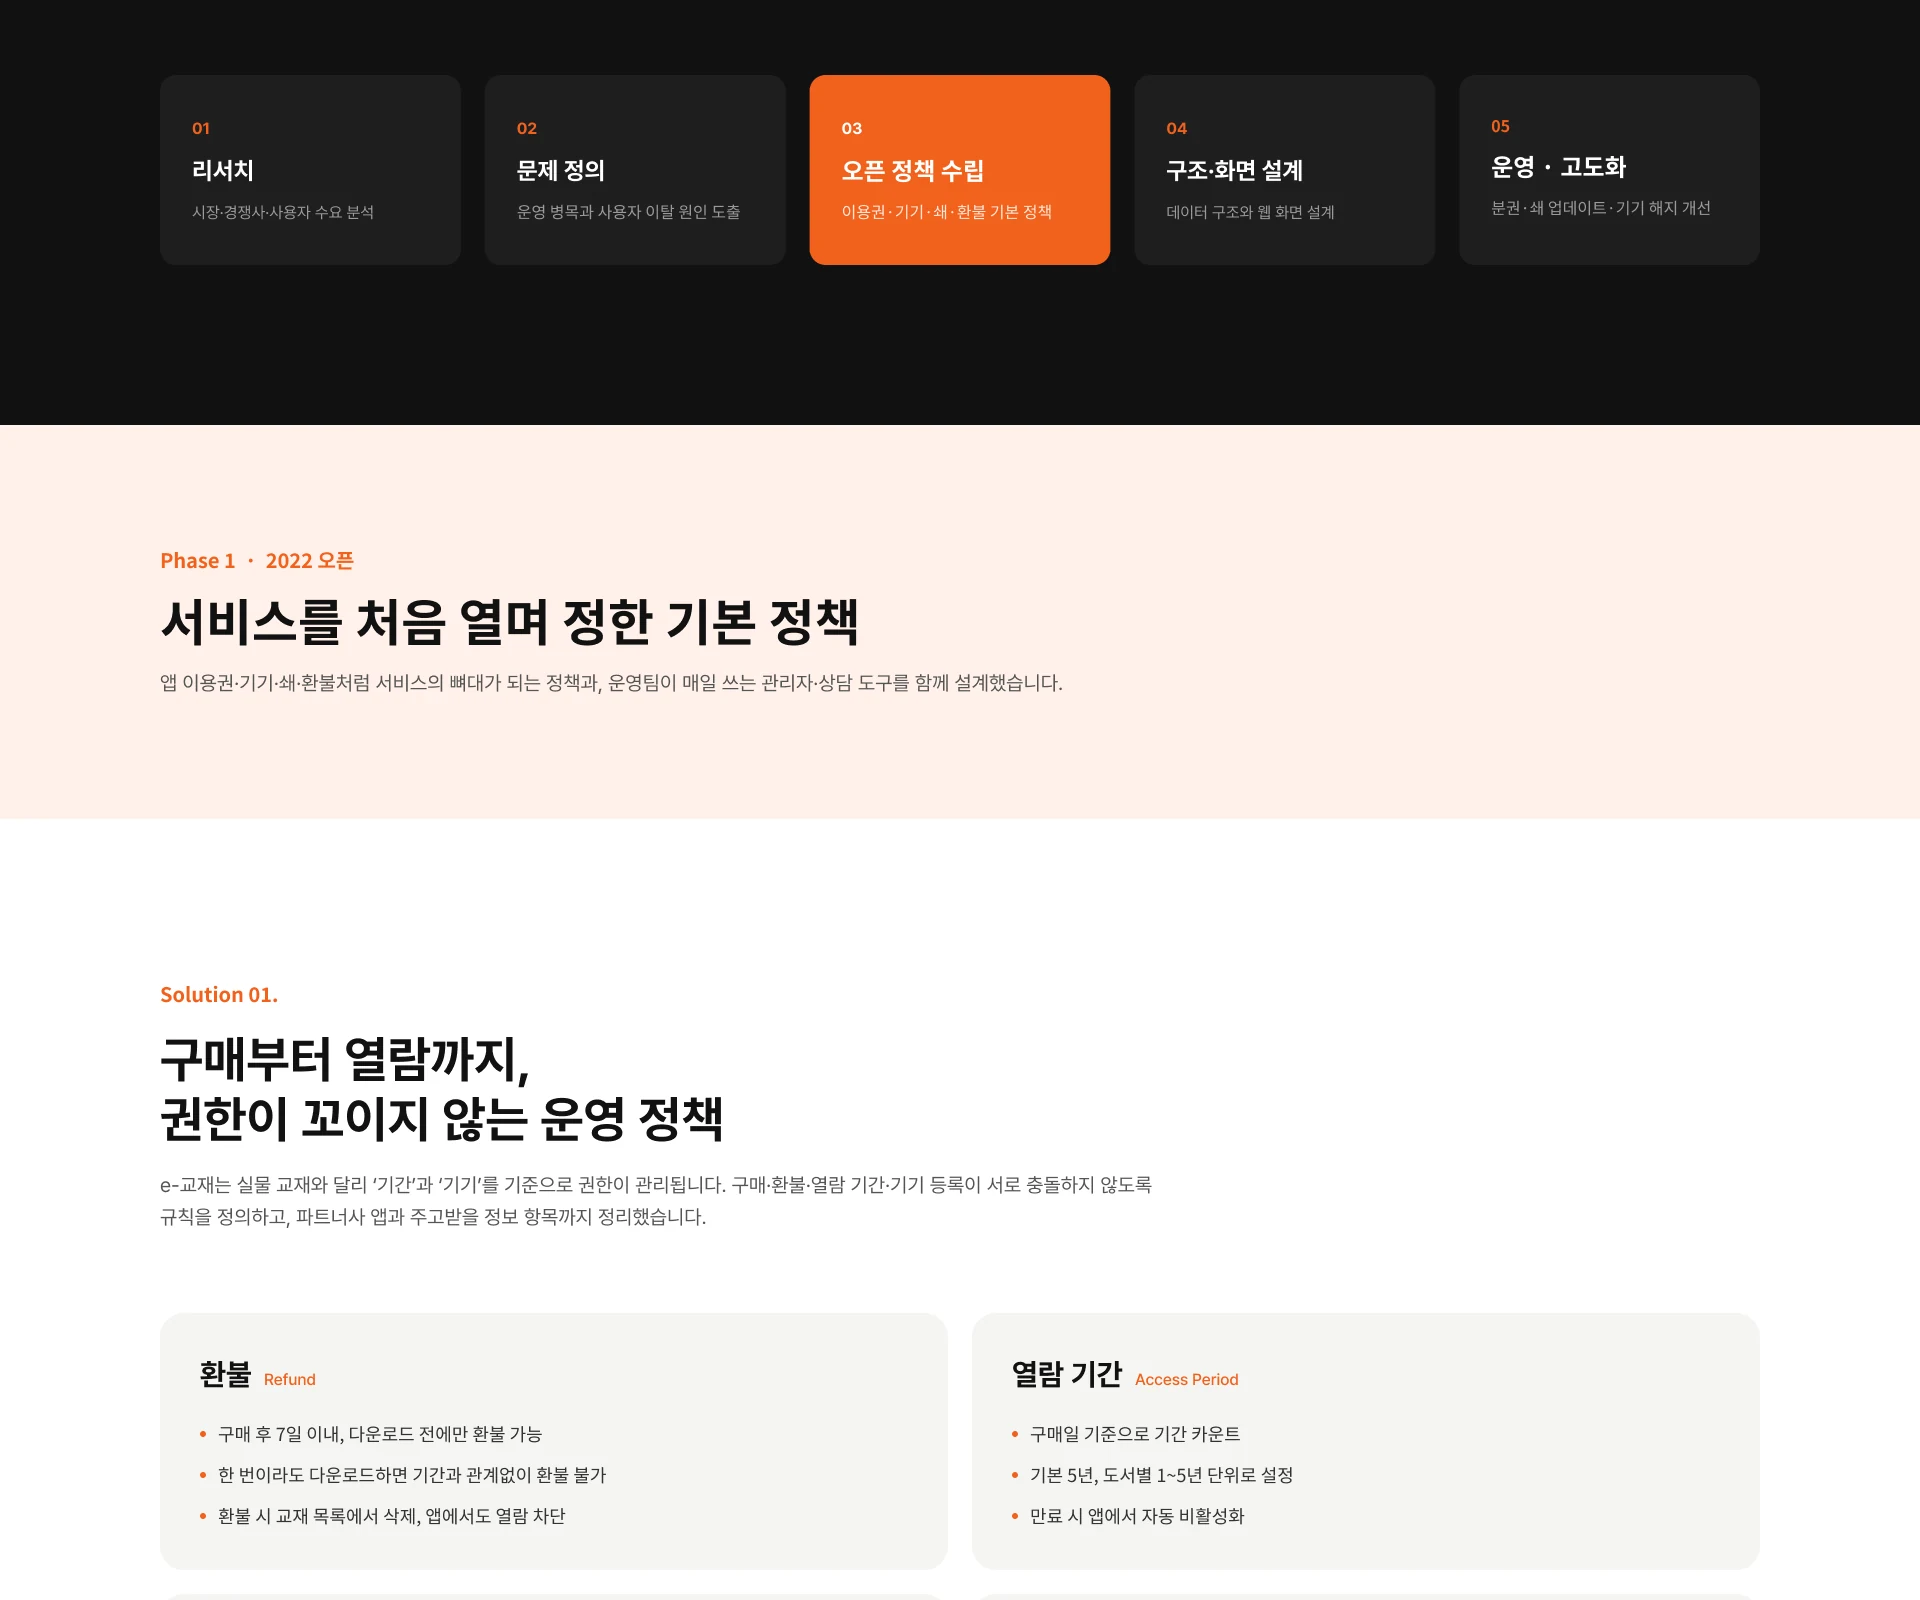 01
리서치
시장·경쟁사·사용자 수요 분석
02
문제 정의
운영 병목과 사용자 이탈 원인 도출
03
오픈 정책 수립
이용권·기기·쇄·환불 기본 정책
04
구조·화면 설계
데이터 구조와 웹 화면 설계
05
운영 · 고도화
분권·쇄 업데이트·기기 해지 개선
Phase 1 · 2022 오픈
서비스를 처음 열며 정한 기본 정책
앱 이용권·기기·쇄·환불처럼 서비스의 뼈대가 되는 정책과, 운영팀이 매일 쓰는 관리자·상담 도구를 함께 설계했습니다.
Solution 01.
구매부터 열람까지,
권한이 꼬이지 않는 운영 정책
e-교재는 실물 교재와 달리 ‘기간’과 ‘기기’를 기준으로 권한이 관리됩니다. 구매·환불·열람 기간·기기 등록이 서로 충돌하지 않도록
규칙을 정의하고, 파트너사 앱과 주고받을 정보 항목까지 정리했습니다.
환불 Refund
• 구매 후 7일 이내, 다운로드 전에만 환불 가능
• 한 번이라도 다운로드하면 기간과 관계없이 환불 불가
• 환불 시 교재 목록에서 삭제, 앱에서도 열람 차단
열람 기간 Access Period
• 구매일 기준으로 기간 카운트
• 기본 5년, 도서별 1~5년 단위로 설정
• 만료 시 앱에서 자동 비활성화